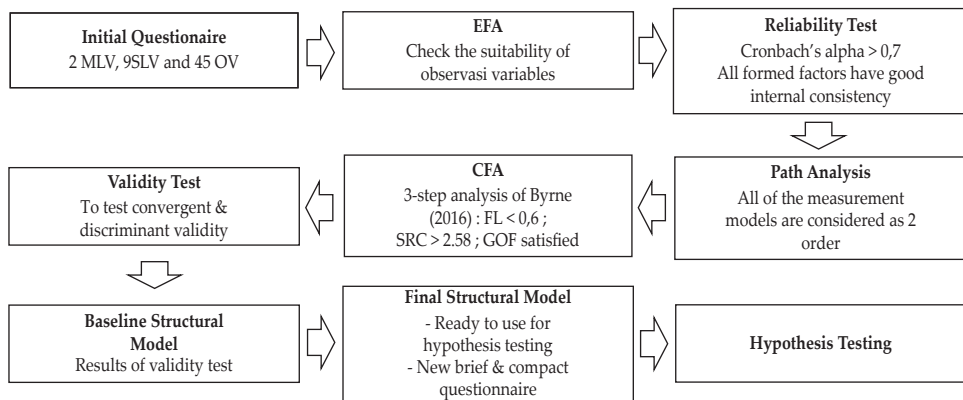 Initial Questionaire
2 MLV, 9SLV and 45 OV
EFA
Check the suitability of
observasi variables
Reliability Test
Cronbach's alpha > 0,7
All formed factors have good
internal consistency
Path Analysis
All of the measurement
models are considered as 2
order
CFA
3-step analysis of Byrne
(2016) : FL < 0,6 ;
SRC > 2.58 ; GOF satisfied
Validity Test
To test convergent &
discriminant validity
Baseline Structural
Model
Results of validity test
Final Structural Model
- Ready to use for
hypothesis testing
- New brief & compact
questionnaire
Hypothesis Testing